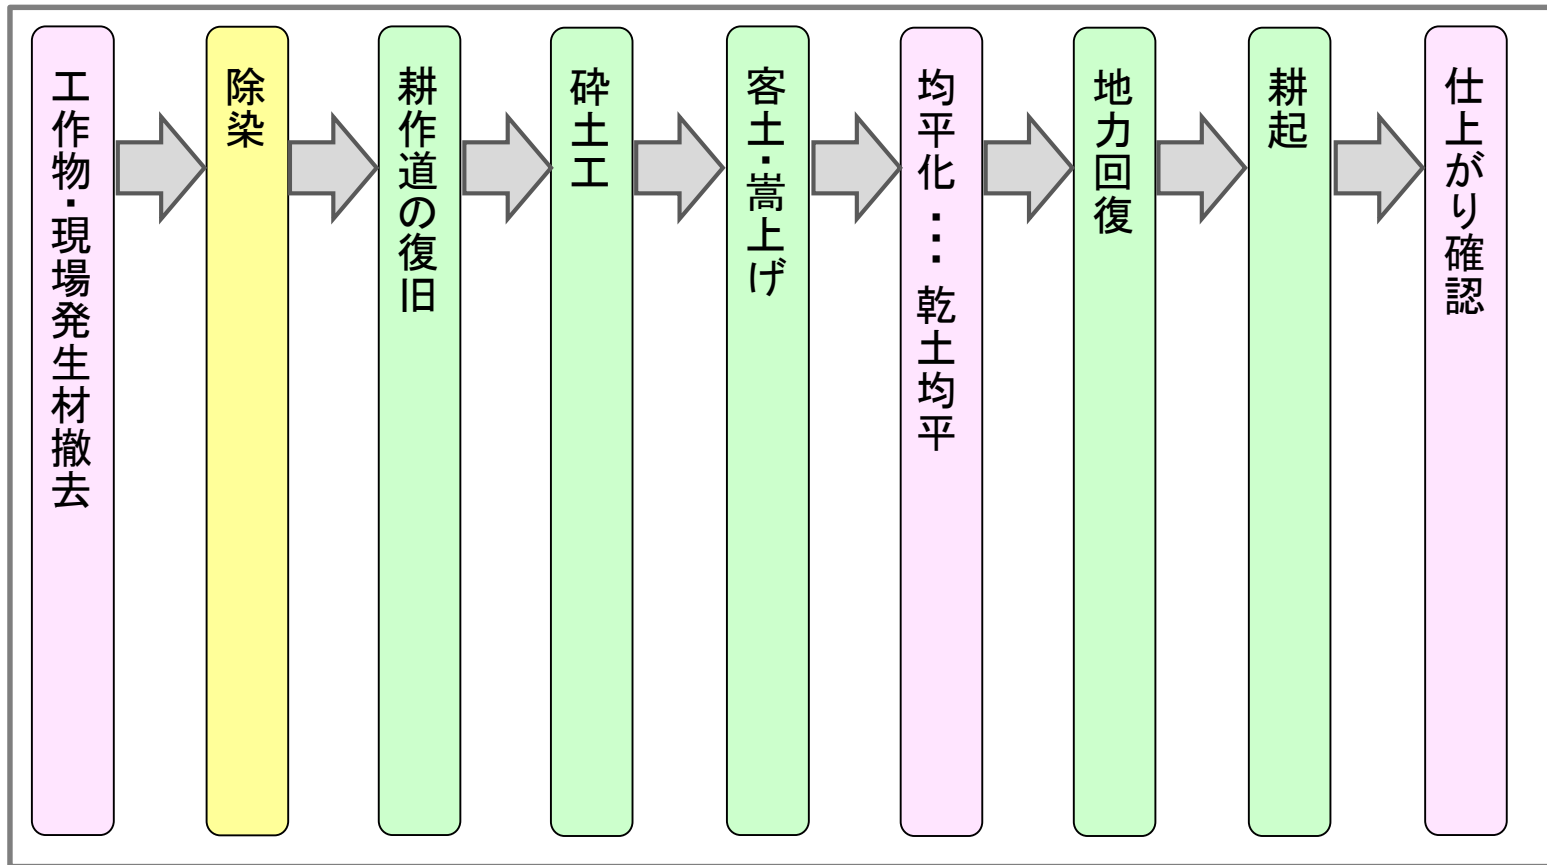 工作物・現場発生材撤去
除染
耕作道の復旧
砕土工
客土・嵩上げ
均平化・・・乾土均平
地力回復
耕起
仕上がり確認